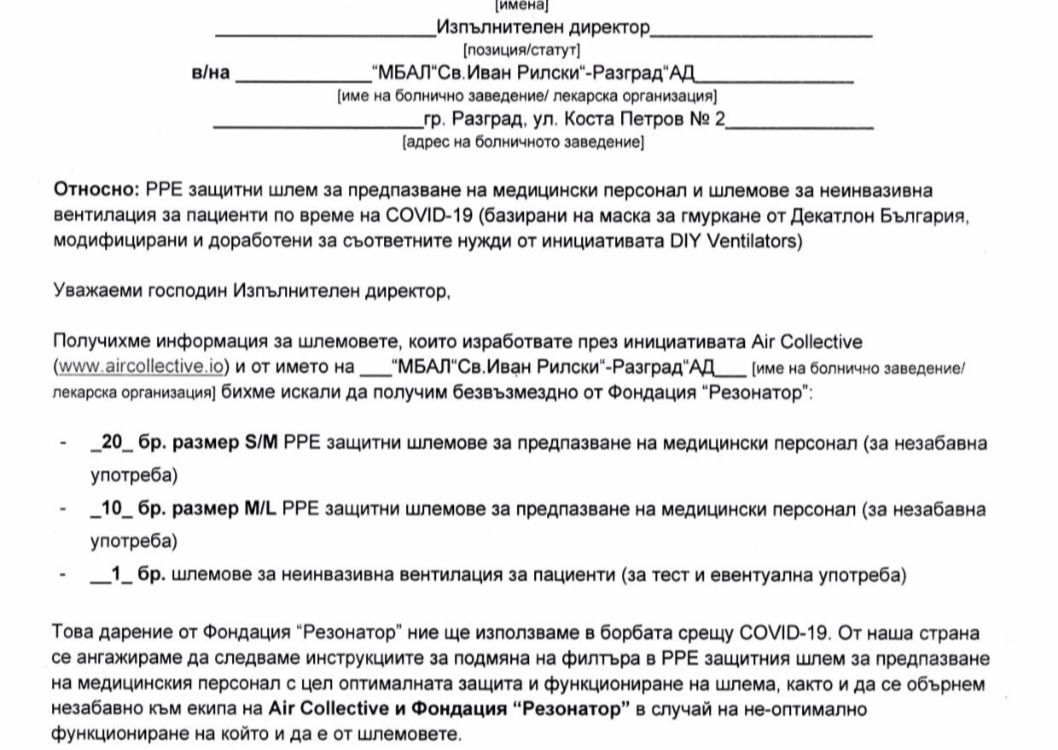 [имена]
______________________Изпълнителен директор______________________
[позиция/статут]
в/на ______________“МБАЛ“Св.Иван Рилски“-Разград“АД________________
[име на болнично заведение/ лекарска организация]
_____________________гр. Разград, ул. Коста Петров № 2_______________
[адрес на болничното заведение]
Относно: PPE защитни шлем за предпазване на медицински персонал и шлемове за неинвазивна
вентилация за пациенти по време на COVID-19 (базирани на маска за гмуркане от Декатлон България,
модифицирани и доработени за съответните нужди от инициативата DIY Ventilators)
Уважаеми господин Изпълнителен директор,
Получихме информация за шлемовете, които изработвате през инициативата Air Collective
(www.aircollective.io) и от името на ___“МБАЛ“Св.Иван Рилски“-Разград“АД___ [име на болнично заведение/
лекарска организация] бихме искали да получим безвъзмездно от Фондация “Резонатор”:
- _20_ бр. размер S/M PPE защитни шлемове за предпазване на медицински персонал (за незабавна
употреба)
- _10_ бр. размер M/L PPE защитни шлемове за предпазване на медицински персонал (за незабавна
употреба)
- __1_ бр. шлемове за неинвазивна вентилация за пациенти (за тест и евентуална употреба)
Това дарение от Фондация “Резонатор” ние ще използваме в борбата срещу COVID-19. От наша страна
се ангажираме да следваме инструкциите за подмяна на филтъра в PPE защитния шлем за предпазване
на медицинския персонал с цел оптималната защита и функциониране на шлема, както и да се обърнем
незабавно към екипа на Air Collective и Фондация “Резонатор” в случай на не-оптимално
функциониране на който и да е от шлемовете.